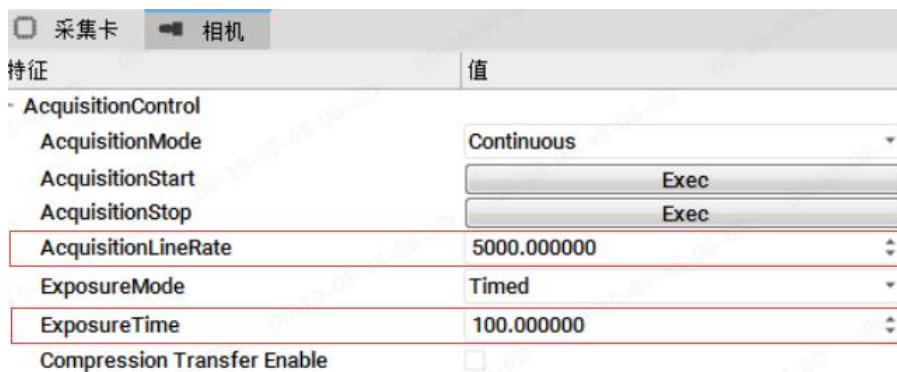 采集卡 相机
特征 值
AcquisitionControl
AcquisitionMode Continuous
AcquisitionStart Exec
AcquisitionStop Exec
AcquisitionLineRate 5000.000000
ExposureMode Timed
ExposureTime 100.000000
Compression Transfer Enable